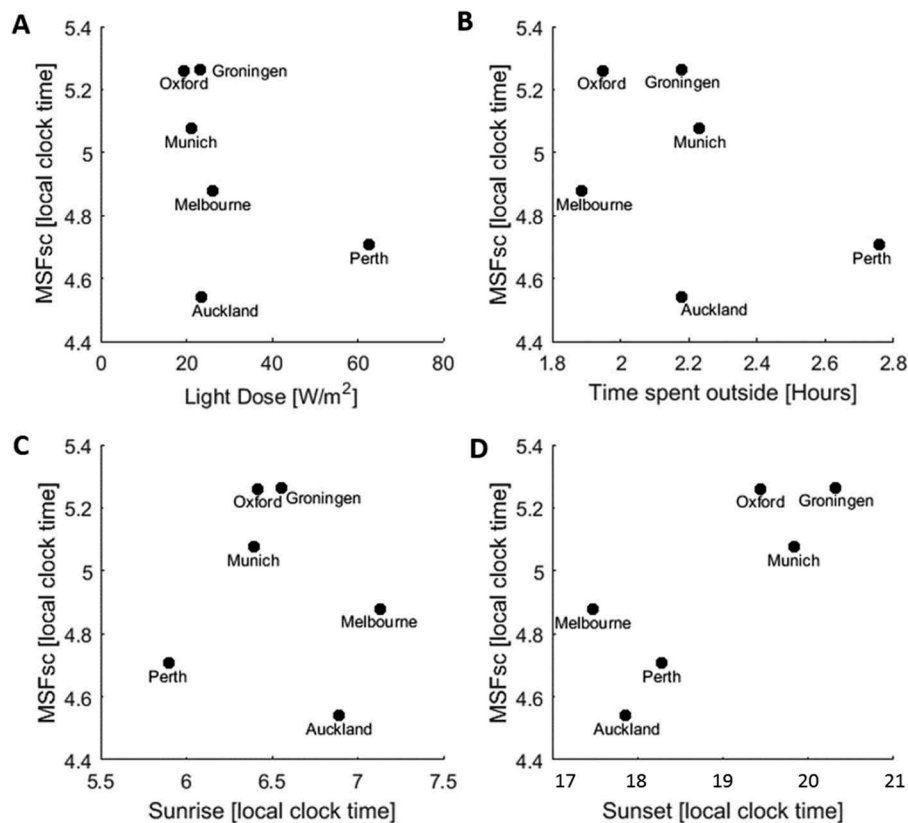 A
5.4
5.2
5
4.8
4.6
4.4
MSFsc [local clock time]
Oxford
Groningen
Munich
Melbourne
Perth
Auckland
0
20
40
60
80
Light Dose [W/m²]
B
5.4
5.2
5
4.8
4.6
4.4
MSFsc [local clock time]
Oxford
Groningen
Munich
Melbourne
Perth
Auckland
1.8
2
2.2
2.4
2.6
2.8
Time spent outside [Hours]
C
5.4
5.2
5
4.8
4.6
4.4
MSFsc [local clock time]
Oxford
Groningen
Munich
Melbourne
Perth
Auckland
5.5
6
6.5
7
7.5
Sunrise [local clock time]
D
5.4
5.2
5
4.8
4.6
4.4
MSFsc [local clock time]
Oxford
Groningen
Munich
Melbourne
Perth
Auckland
17
18
19
20
21
Sunset [local clock time]